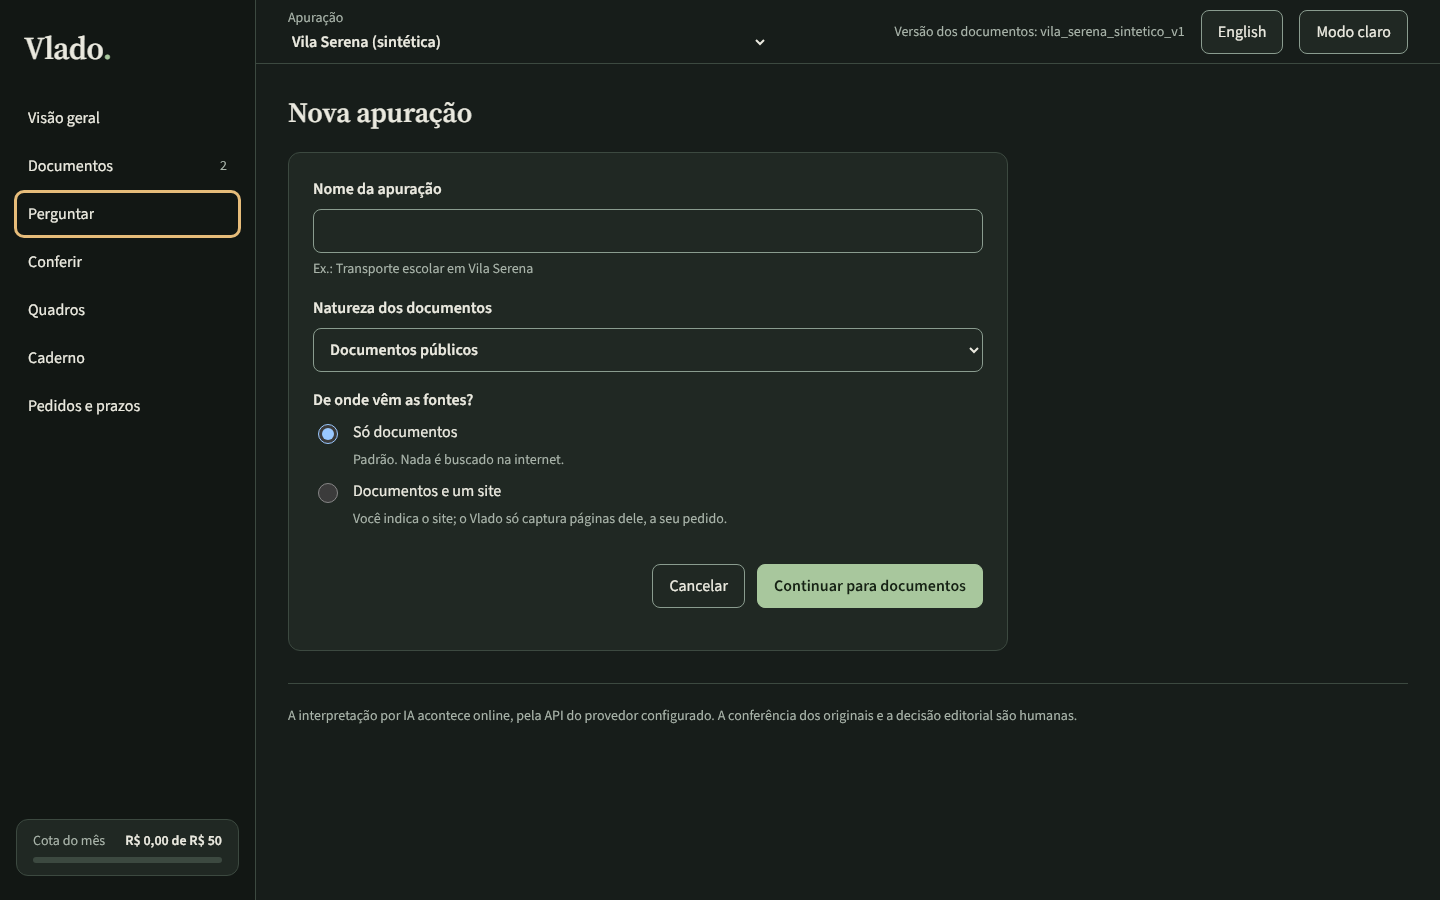 Vlado.
Visão geral
Documentos 2
Perguntar
Conferir
Quadros
Caderno
Pedidos e prazos
Cota do mês R$ 0,00 de R$ 50
Apuração
Vila Serena (sintética)
Versão dos documentos: vila_serena_sintetico_v1
English
Modo claro
Nova apuração
Nome da apuração
Ex.: Transporte escolar em Vila Serena
Natureza dos documentos
Documentos públicos
De onde vêm as fontes?
Só documentos
Padrão. Nada é buscado na internet.
Documentos e um site
Você indica o site; o Vlado só captura páginas dele, a seu pedido.
Cancelar
Continuar para documentos
A interpretação por IA acontece online, pela API do provedor configurado. A conferência dos originais e a decisão editorial são humanas.